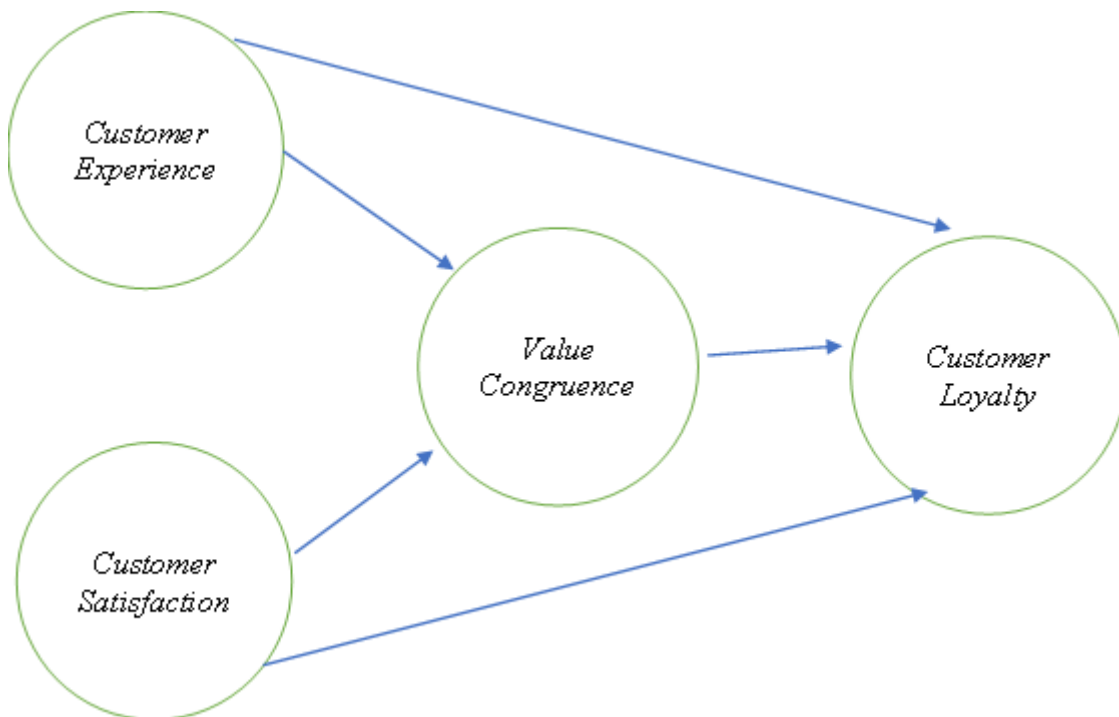 Customer
Experience
Value
Congruence
Customer
Loyalty
Customer
Satisfaction